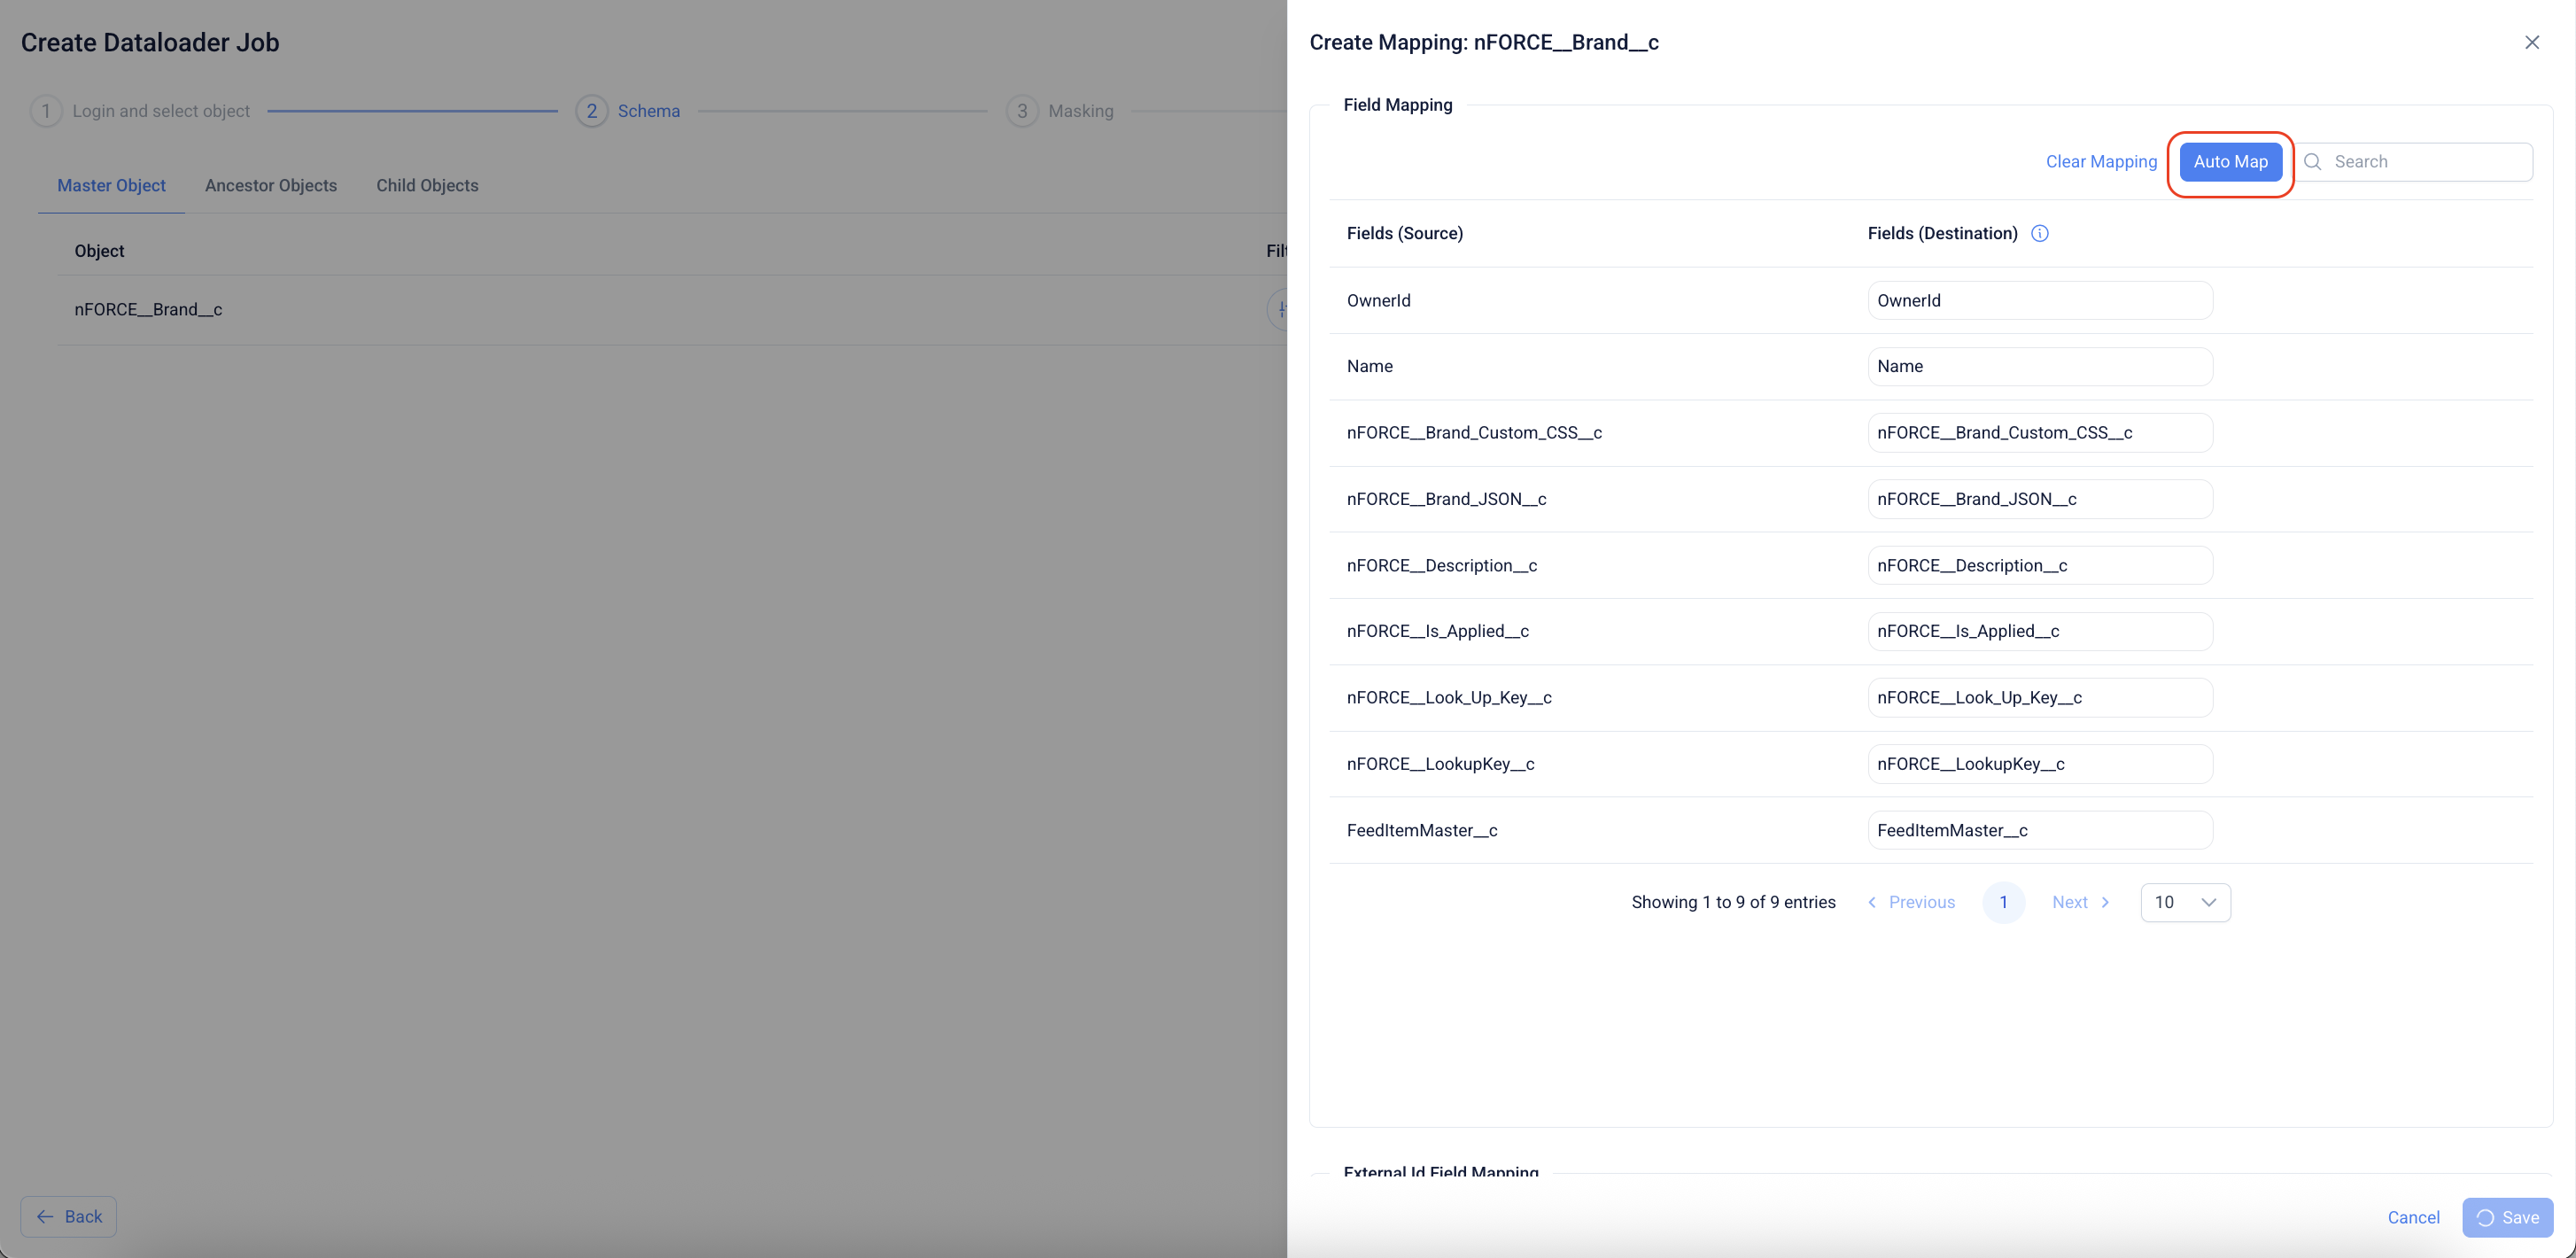 Create Dataloader Job
1 Login and select object 2 Schema 3 Masking
Master Object Ancestor Objects Child Objects
Object
nFORCE__Brand__c
Back
Create Mapping: nFORCE__Brand__c
Field Mapping
Clear Mapping Auto Map Search
Fields (Source) Fields (Destination)
OwnerId OwnerId
Name Name
nFORCE__Brand_Custom_CSS__c nFORCE__Brand_Custom_CSS__c
nFORCE__Brand_JSON__c nFORCE__Brand_JSON__c
nFORCE__Description__c nFORCE__Description__c
nFORCE__Is_Applied__c nFORCE__Is_Applied__c
nFORCE__Look_Up_Key__c nFORCE__Look_Up_Key__c
nFORCE__LookupKey__c nFORCE__LookupKey__c
FeedItemMaster__c FeedItemMaster__c
Showing 1 to 9 of 9 entries Previous 1 Next 10
External Id Field Mapping
Cancel Save